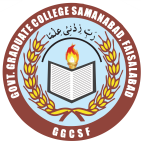 GOVT. GRADUATE COLLEGE SAMANABAD, FAISALABAD
رَبِّ زِدْنِي عِلْمًا
GGCSF